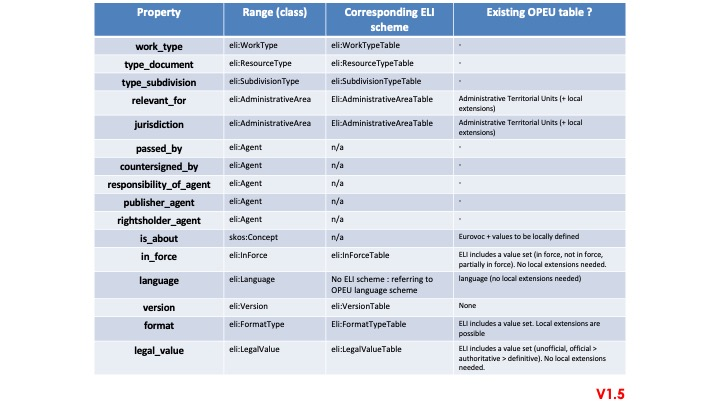 Property Range (class) Corresponding ELI scheme Existing OPEU table ?
work_type eli:WorkType eli:WorkTypeTable -
type_document eli:ResourceType eli:ResourceTypeTable -
type_subdivision eli:SubdivisionType eli:SubdivisionTypeTable -
relevant_for eli:AdministrativeArea Eli:AdministrativeAreaTable Administrative Territorial Units (+ local
extensions)
jurisdiction eli:AdministrativeArea Eli:AdministrativeAreaTable Administrative Territorial Units (+ local
extensions)
passed_by eli:Agent n/a -
countersigned_by eli:Agent n/a -
responsibility_of_agent eli:Agent n/a -
publisher_agent eli:Agent n/a -
rightsholder_agent eli:Agent n/a -
is_about skos:Concept n/a Eurovoc + values to be locally defined
in_force eli:InForce eli:InForceTable ELI includes a value set (in force, not in force,
partially in force). No local extensions needed.
language eli:Language No ELI scheme : referring to language (no local extensions needed)
OPEU language scheme
version eli:Version eli:VersionTable None
format eli:FormatType Eli:FormatTypeTable ELI includes a value set. Local extensions are
possible
legal_value eli:LegalValue eli:LegalValueTable ELI includes a value set (unofficial, official >
authoritative > definitive). No local extensions
needed.
V1.5